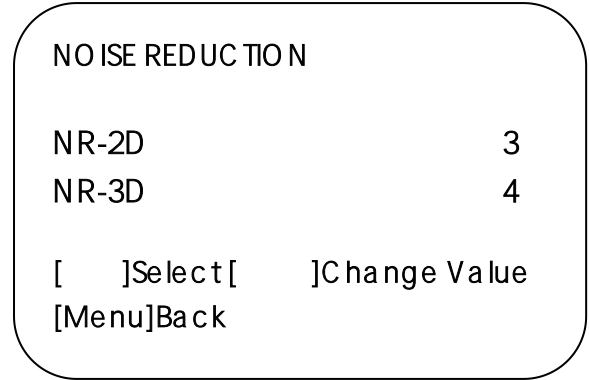 NOISE REDUCTION
NR-2D 3
NR-3D 4
[ ]Select[ ]Change Value
[Menu]Back